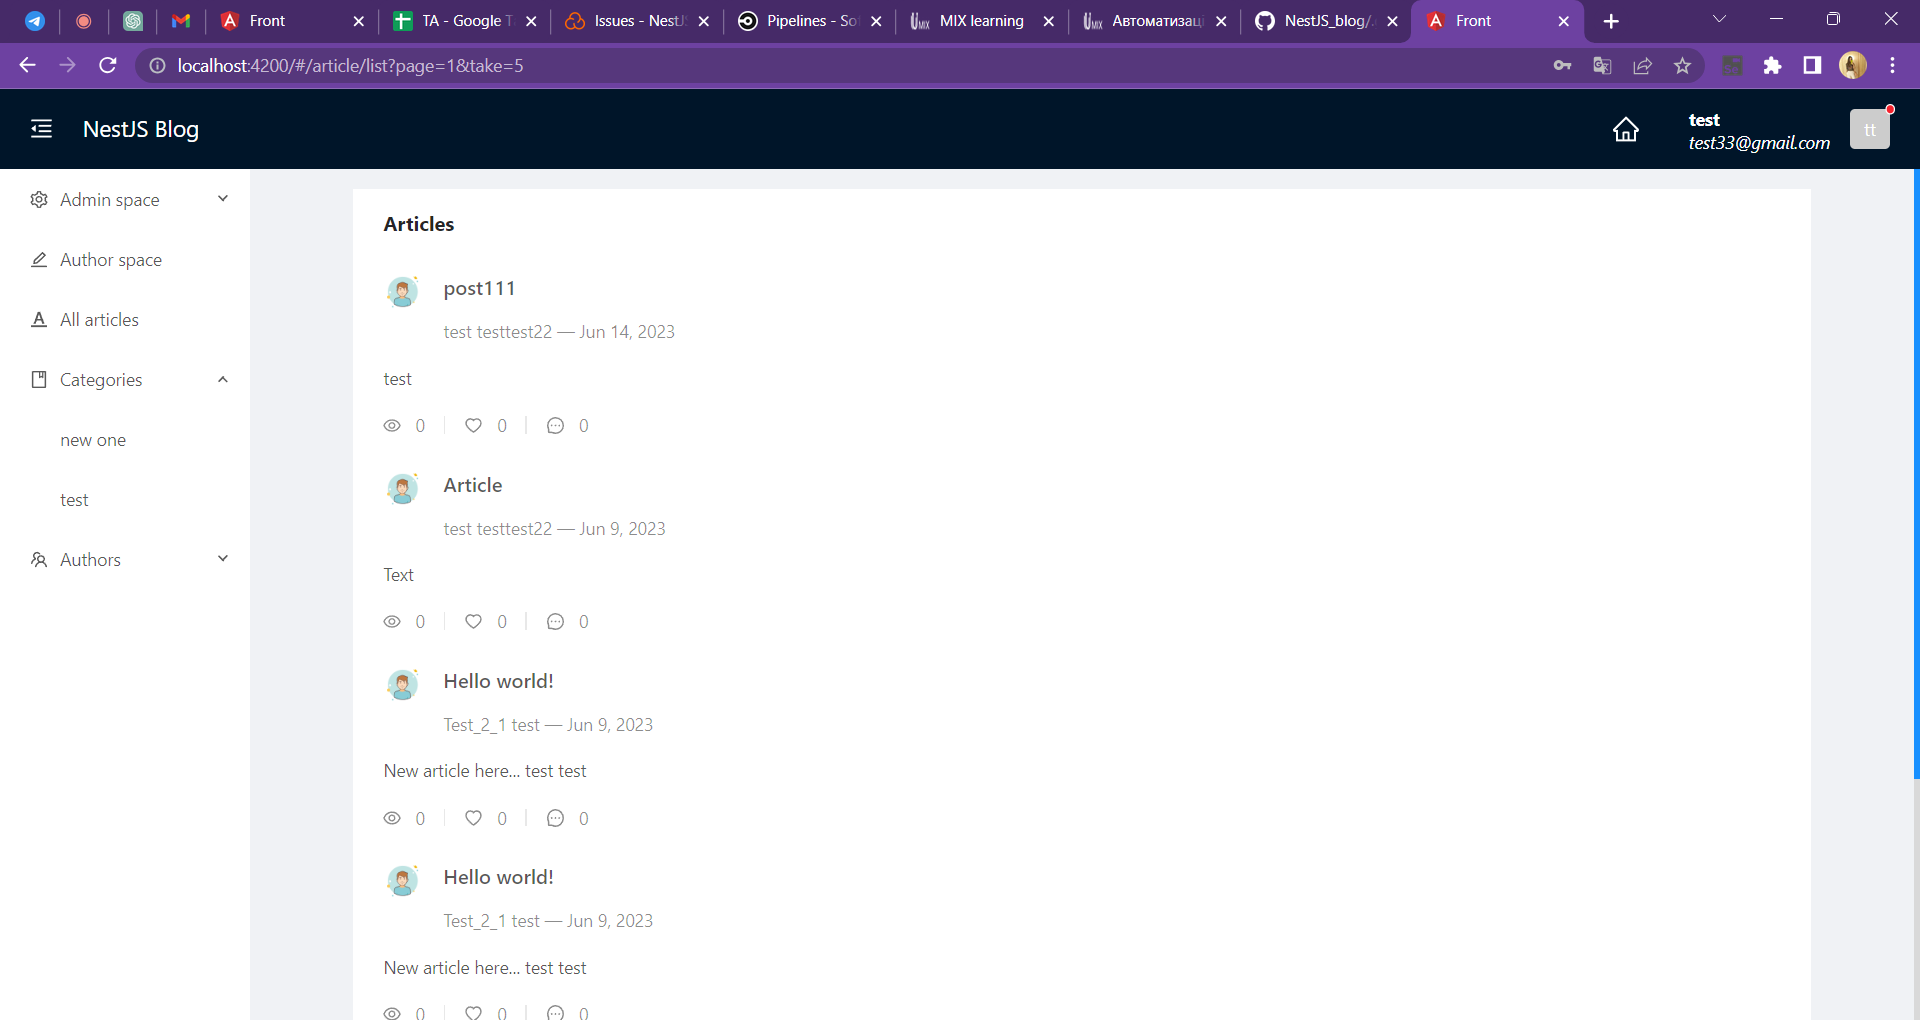 Front
TA - Google T
Issues - NestJS
Pipelines - So
MIX learning
Автоматизац
NestJS_blog/.
Front
localhost:4200/#/article/list?page=1&take=5
NestJS Blog
test
test33@gmail.com
tt
Admin space
Author space
All articles
Categories
new one
test
Authors
Articles
post111
test testtest22 — Jun 14, 2023
test
0 0 0
Article
test testtest22 — Jun 9, 2023
Text
0 0 0
Hello world!
Test_2_1 test — Jun 9, 2023
New article here... test test
0 0 0
Hello world!
Test_2_1 test — Jun 9, 2023
New article here... test test
0 0 0